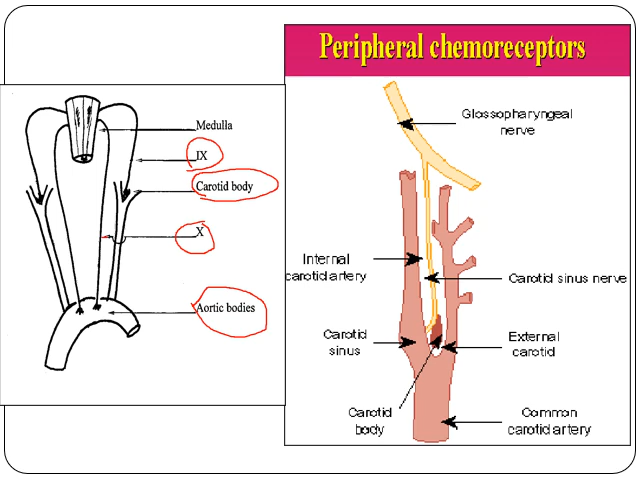 Peripheral chemoreceptors
Medulla
IX
Carotid body
X
Aortic bodies
Glossopharyngeal
nerve
Internal
carotid artery
Carotid sinus nerve
Carotid
sinus
External
carotid
Carotid
body
Common
carotid artery